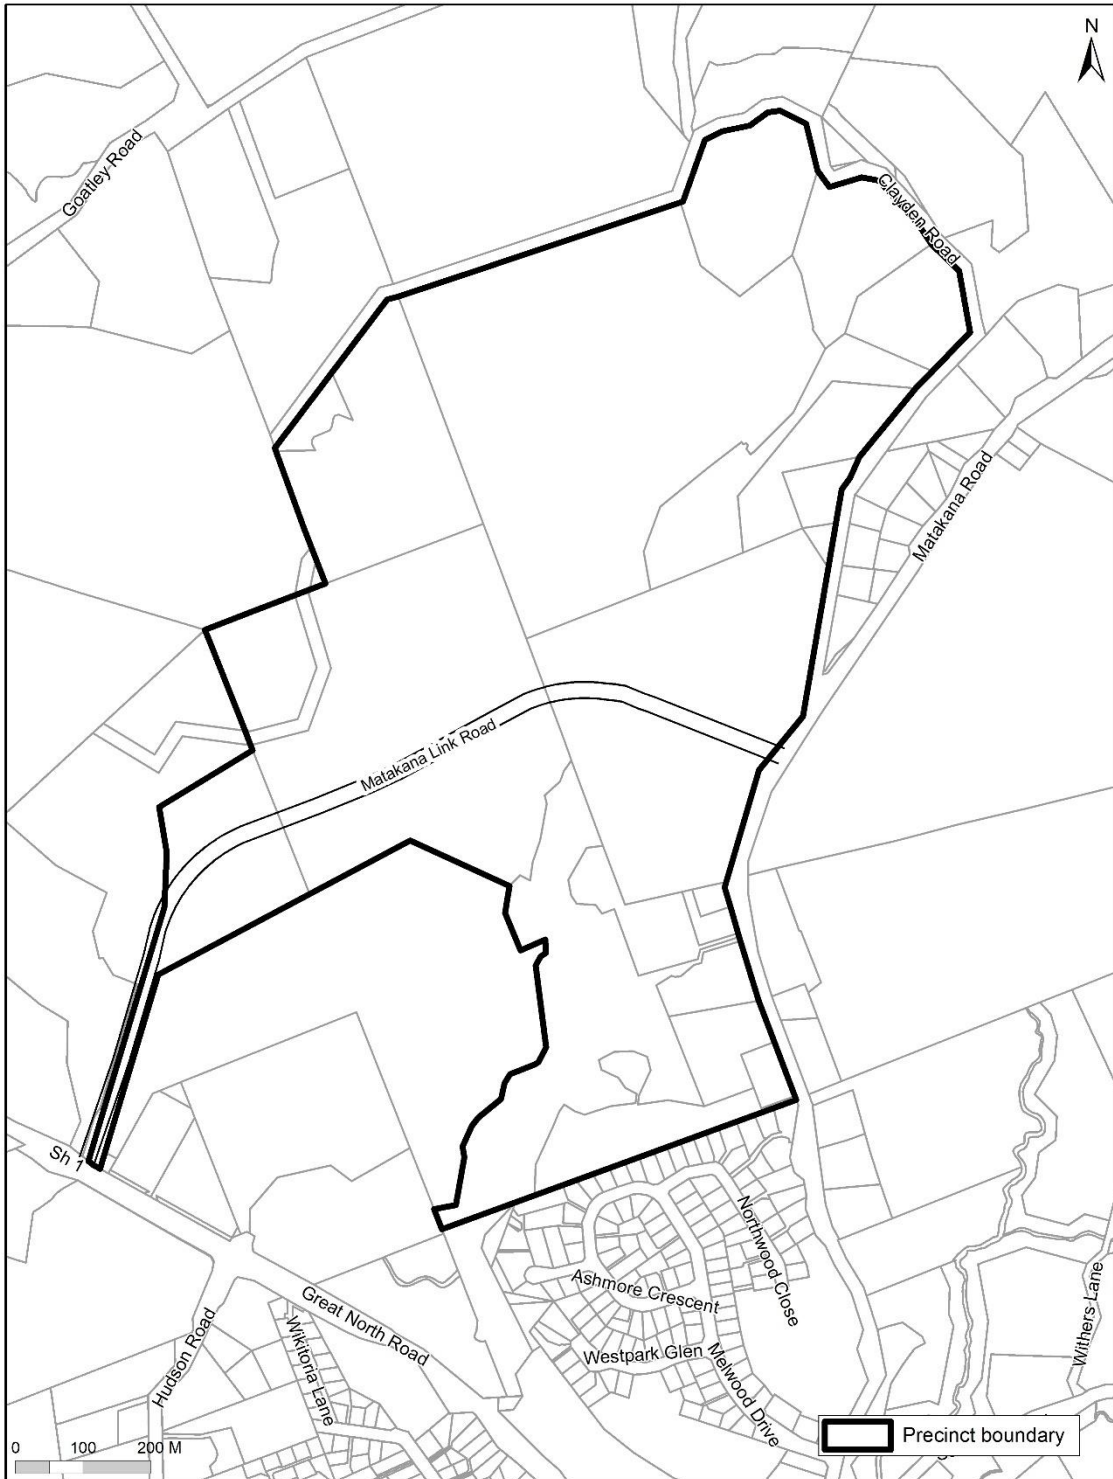 N
Goatley Road
Clayden Road
Matakana Road
Matakana Link Road
Sh 1
Northwood Close
Ashmore Crescent
Great North Road
Withers Lane
Hudson Road
Wikitoria Lane
Westpark Glen
Melwood Drive
0 100 200 M
Precinct boundary